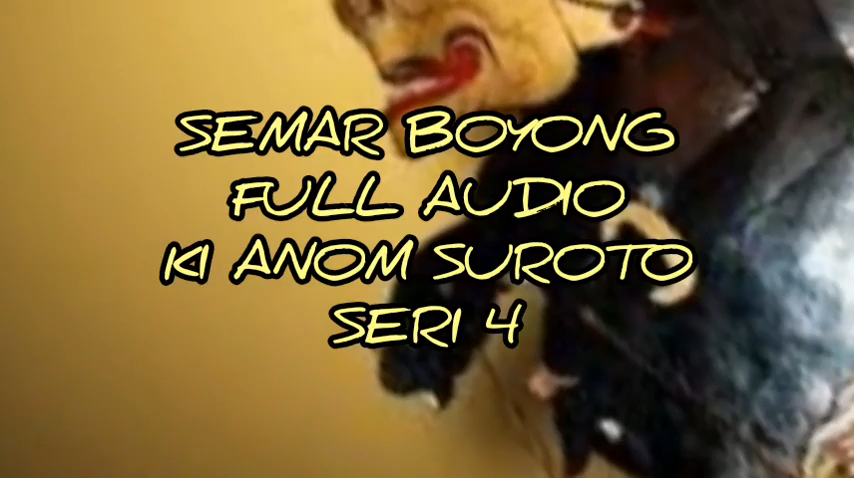 SEMAR BOYONG
FULL AUDIO
KI ANOM SUROTO
SERI 4